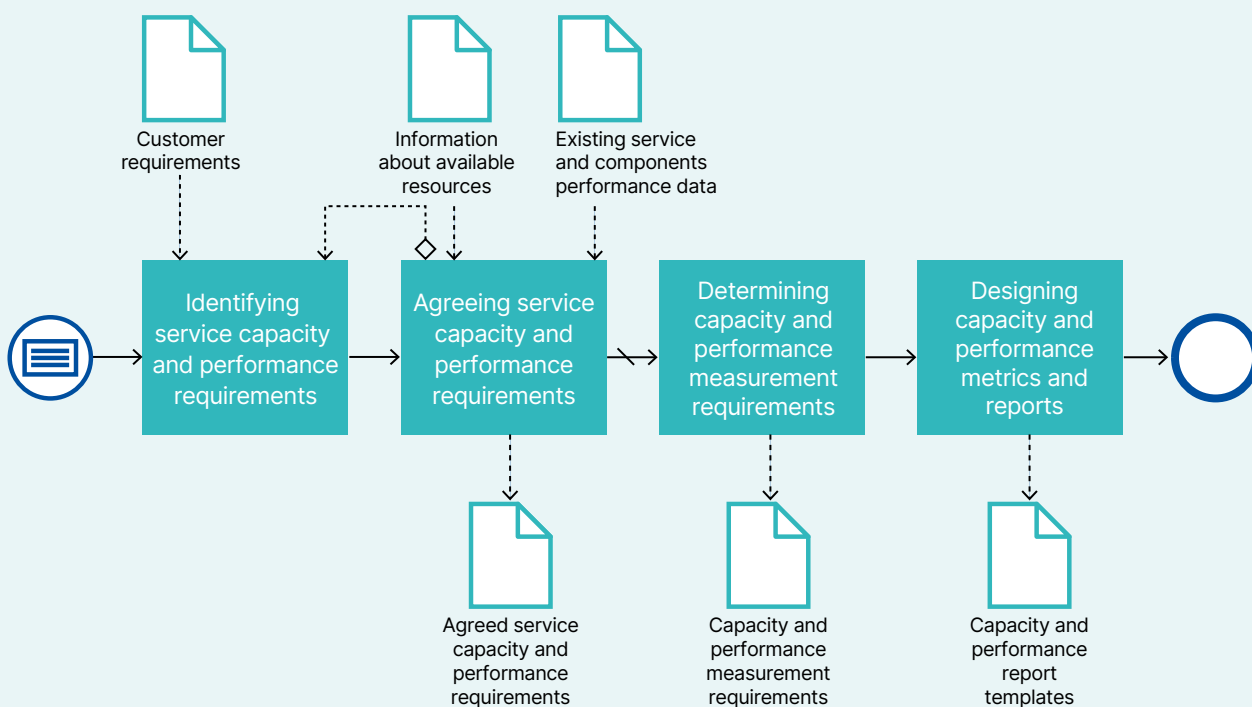 Customer
requirements
Information
about available
resources
Existing service
and components
performance data
Identifying
service capacity
and performance
requirements
Agreeing service
capacity and
performance
requirements
Determining
capacity and
performance
measurement
requirements
Designing
capacity and
performance
metrics and
reports
Agreed service
capacity and
performance
requirements
Capacity and
performance
measurement
requirements
Capacity and
performance
report
templates